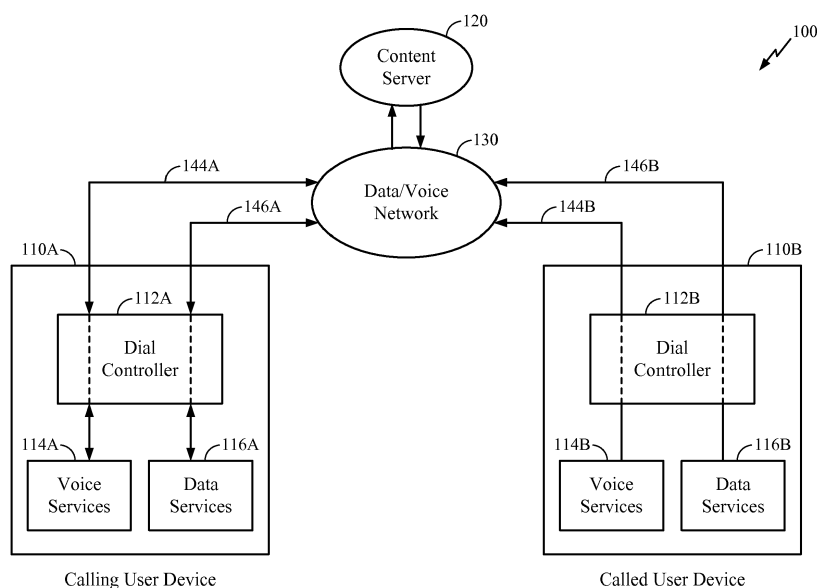 120
100
Content
Server
130
144A
146B
Data/Voice
Network
146A
144B
110A
110B
112A
112B
Dial
Controller
Dial
Controller
114A
116A
114B
116B
Voice
Services
Data
Services
Voice
Services
Data
Services
Calling User Device
Called User Device